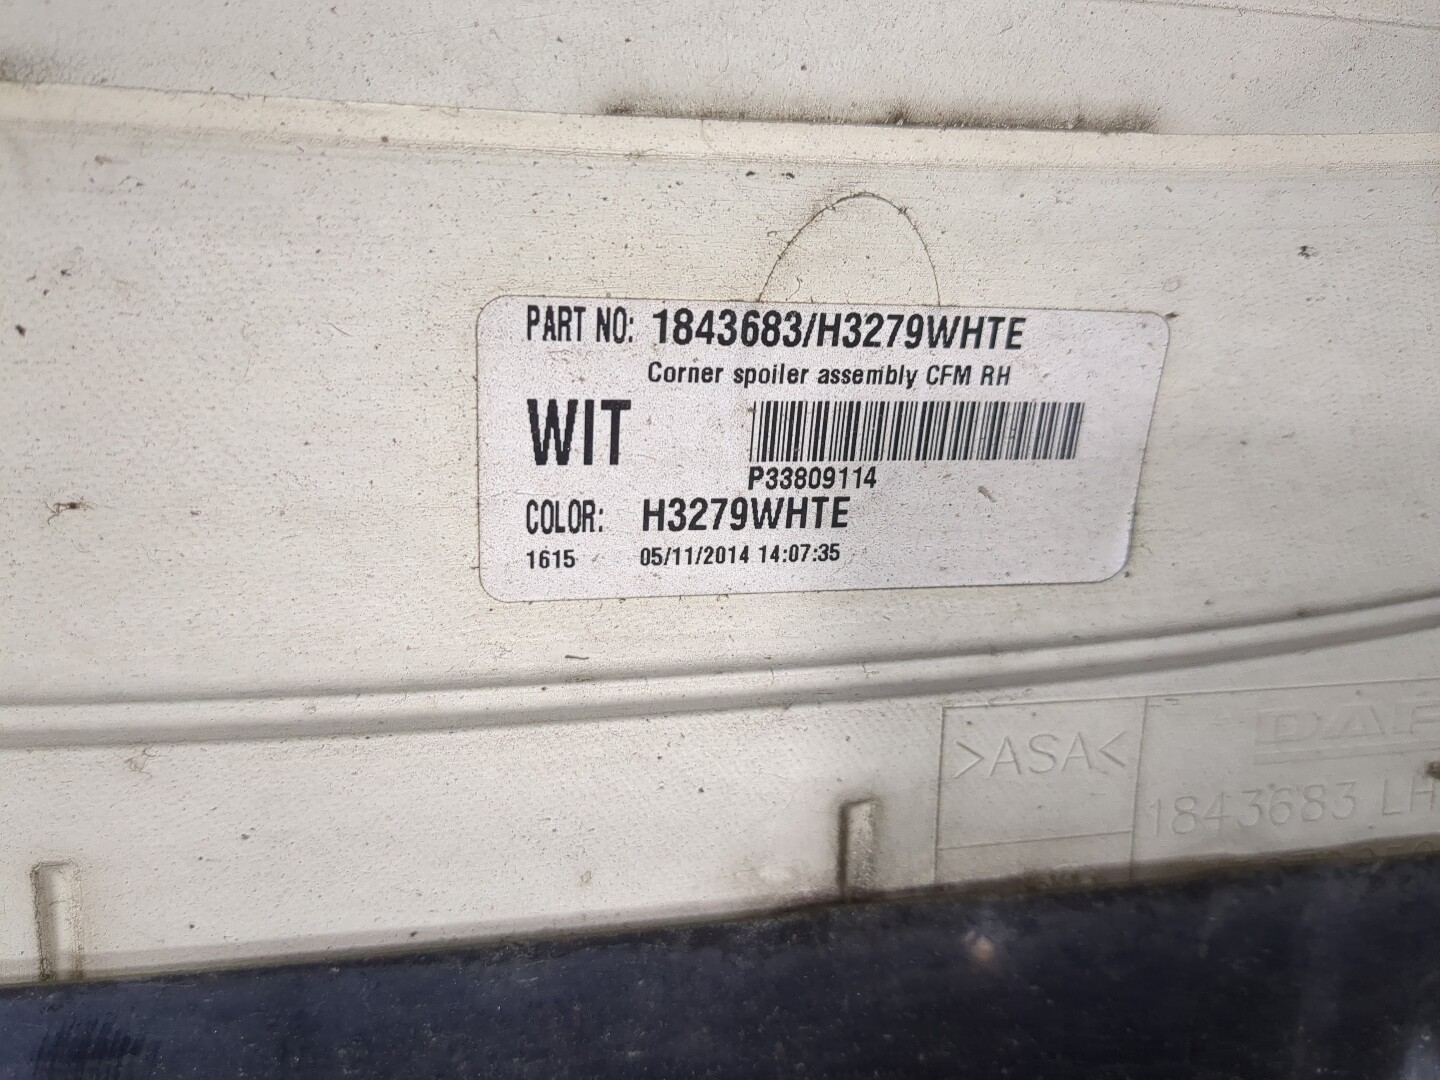 PART NO: 1843683/H3279WHTE
Corner spoiler assembly CFM RH
WIT
P33809114
COLOR: H3279WHTE
1615 05/11/2014 14:07:35
>ASA<
DAF
1843683 LH